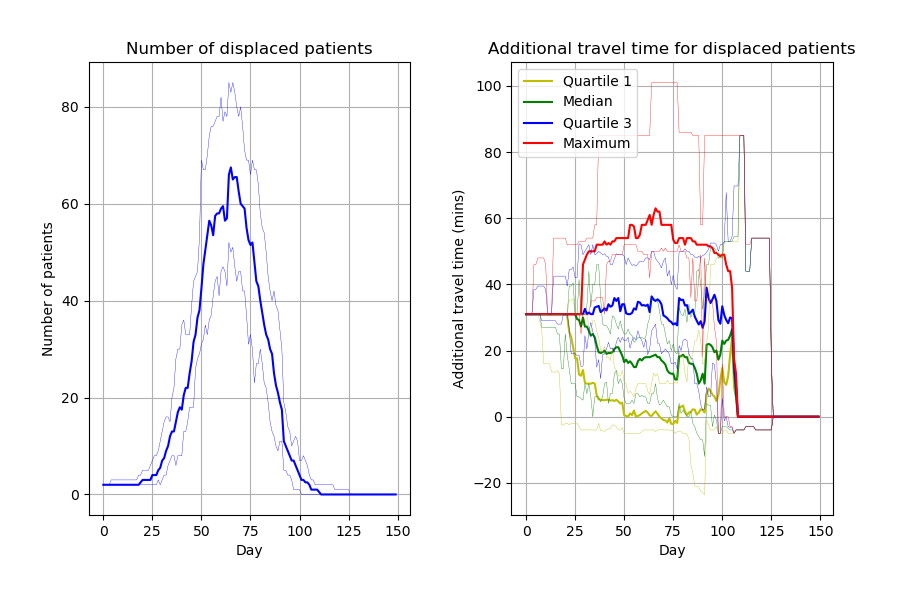 Number of displaced patients
Number of patients
80
60
40
20
0
0 25 50 75 100 125 150
Day
Additional travel time for displaced patients
Additional travel time (mins)
100
80
60
40
20
0
−20
Quartile 1
Median
Quartile 3
Maximum
0 25 50 75 100 125 150
Day